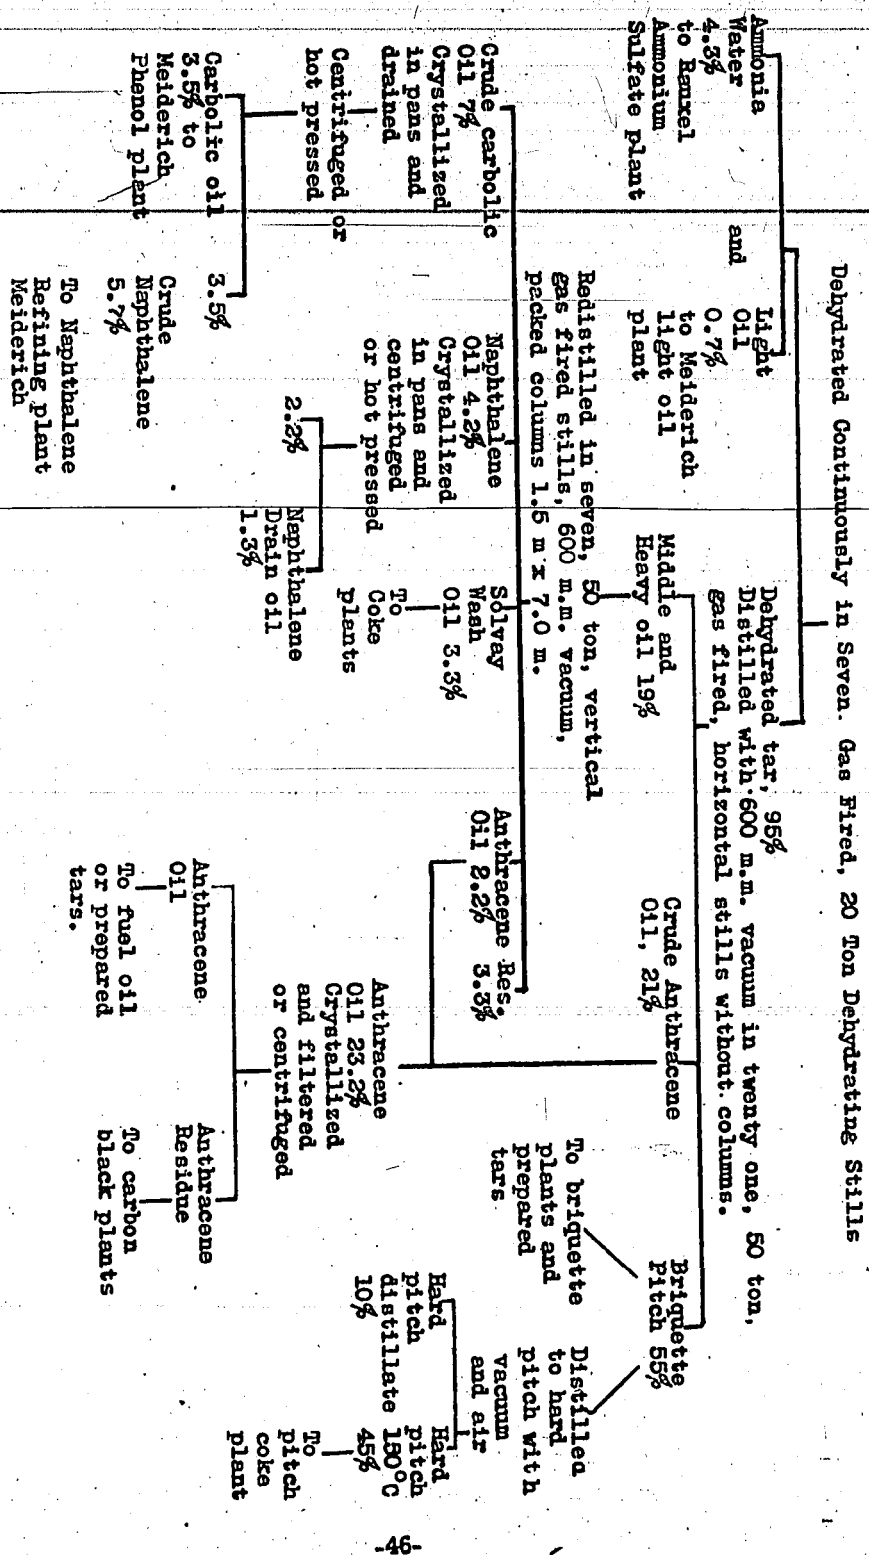 Dehydrated Continuously in Seven. Gas Fired, 20 Ton Dehydrating Stills
Ammonia
Water
4.3%
to Rauxel
Ammonium
Sulfate plant
and
Light
Oil
0.7%
to Meiderich
light oil
plant
Dehydrated tar, 95%
Distilled with 600 m.m. vacuum in twenty one, 50 ton,
gas fired, horizontal stills without columns.
Middle and
Heavy oil 19%
Crude Anthracene
Oil, 21%
Briquette
Pitch 55%
Redistilled in seven, 50 ton, vertical
gas fired stills, 600 m.m. vacuum,
packed columns 1.5 m x 7.0 m.
To briquette
plants and
prepared
tars
Distilled
to hard
pitch with
vacuum
and air
Crude carbolic
Oil 7%
Crystallized
in pans and
drained
Centrifuged or
hot pressed
Naphthalene
Oil 4.2%
Crystallized
in pans and
centrifuged
or hot pressed
Solvay
Wash
Oil 3.3%
To
Coke
plants
Anthracene
Oil 2.2%
Res.
3.3%
Hard
pitch
distillate
10%
Hard
pitch
180°C
45%
To
pitch
coke
plant
Anthracene
Oil 23.2%
Crystallized
and filtered
or centrifuged
2.2%
Naphthalene
Drain oil
1.3%
Carbolic oil
3.5% to
Meiderich
Phenol plant
3.5%
Crude
Naphthalene
5.7%
To Naphthalene
Refining plant
Meiderich
Anthracene
Oil
To fuel oil
or prepared
tars.
Anthracene
Residue
To carbon
black plants
-46-